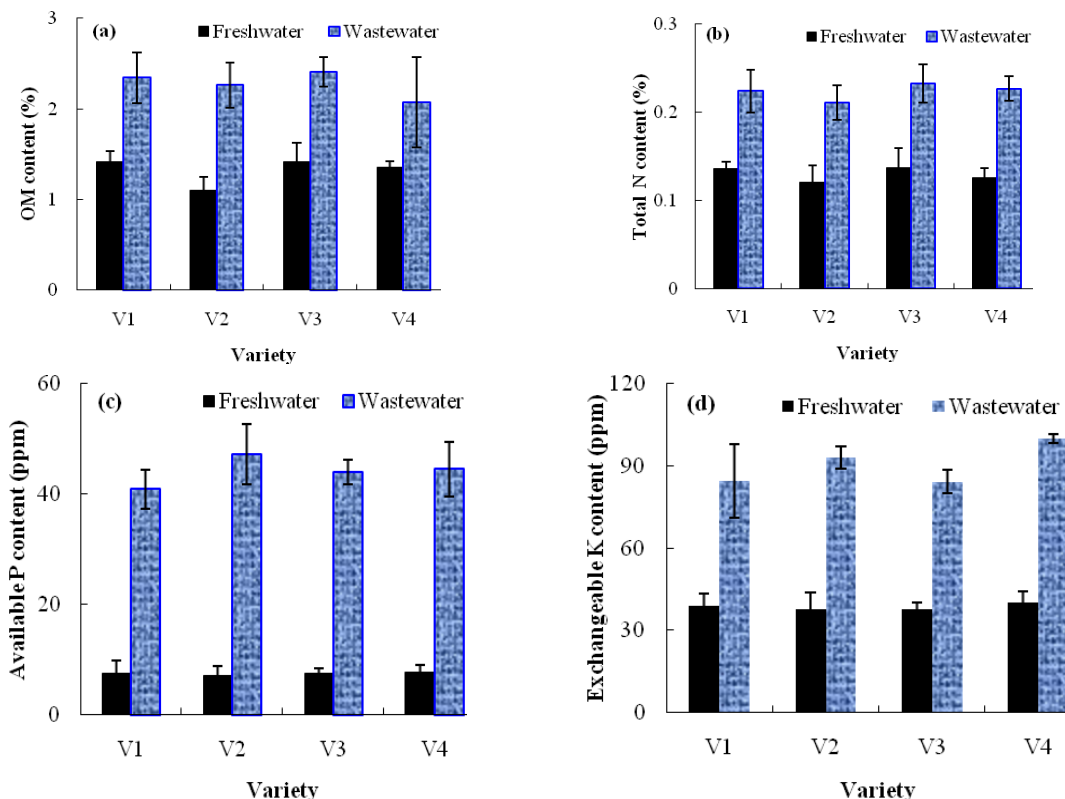 (a)
Freshwater Wastewater
OM content (%)
3
2
1
0
V1 V2 V3 V4
Variety
(b)
Freshwater Wastewater
Total N content (%)
0.3
0.2
0.1
0
V1 V2 V3 V4
Variety
(c)
Freshwater Wastewater
Available P content (ppm)
60
40
20
0
V1 V2 V3 V4
Variety
(d)
Freshwater Wastewater
Exchangeable K content (ppm)
120
90
60
30
0
V1 V2 V3 V4
Variety